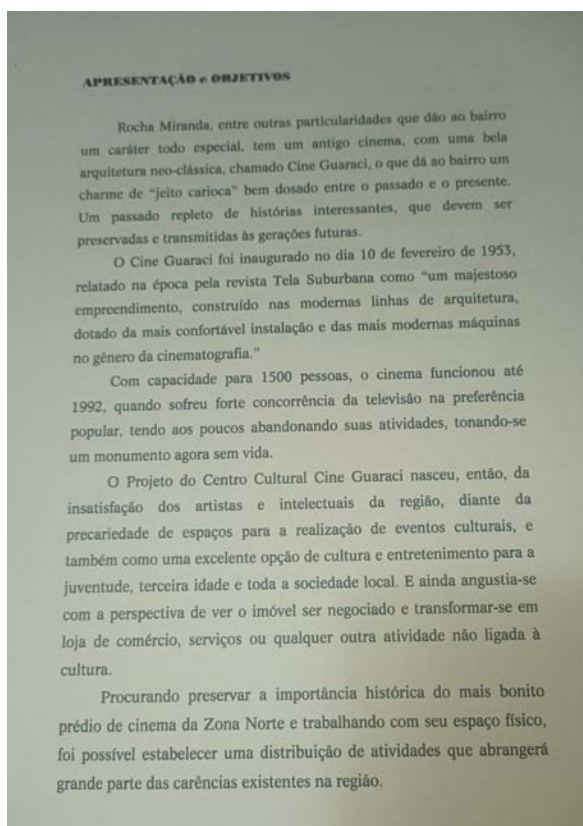 APRESENTAÇÃO e OBJETIVOS
Rocha Miranda, entre outras particularidades que dão ao bairro
um caráter todo especial, tem um antigo cinema, com uma bela
arquitetura neo-clássica, chamado Cine Guaraci, o que dá ao bairro um
charme de “jeito carioca” bem dosado entre o passado e o presente.
Um passado repleto de histórias interessantes, que devem ser
preservadas e transmitidas às gerações futuras.
O Cine Guaraci foi inaugurado no dia 10 de fevereiro de 1953,
relatado na época pela revista Tela Suburbana como “um majestoso
empreendimento, construído nas modernas linhas de arquitetura,
dotado da mais confortável instalação e das mais modernas máquinas
no gênero da cinematografia.”
Com capacidade para 1500 pessoas, o cinema funcionou até
1992, quando sofreu forte concorrência da televisão na preferência
popular, tendo aos poucos abandonando suas atividades, tonando-se
um monumento agora sem vida.
O Projeto do Centro Cultural Cine Guaraci nasceu, então, da
insatisfação dos artistas e intelectuais da região, diante da
precariedade de espaços para a realização de eventos culturais, e
também como uma excelente opção de cultura e entretenimento para a
juventude, terceira idade e toda a sociedade local. E ainda angustia-se
com a perspectiva de ver o imóvel ser negociado e transformar-se em
loja de comércio, serviços ou qualquer outra atividade não ligada à
cultura.
Procurando preservar a importância histórica do mais bonito
prédio de cinema da Zona Norte e trabalhando com seu espaço físico,
foi possível estabelecer uma distribuição de atividades que abrangerá
grande parte das carências existentes na região.